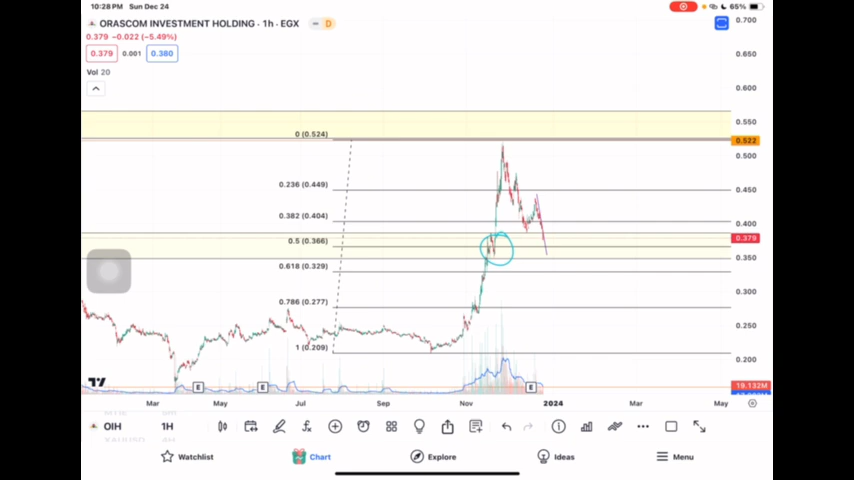 10:28 PM Sun Dec 24
65%
ORASCOM INVESTMENT HOLDING · 1h · EGX
D
0.379 −0.022 (−5.49%)
0.379 0.001 0.380
Vol 20
0.700
0.650
0.600
0.550
0.522
0.500
0.450
0.400
0.379
0.350
0.300
0.250
0.200
19.132M
0 (0.524)
0.236 (0.449)
0.382 (0.404)
0.5 (0.366)
0.618 (0.329)
0.786 (0.277)
1 (0.209)
E E E
Mar May Jul Sep Nov 2024 Mar May
OIH 1H
Watchlist Chart Explore Ideas Menu